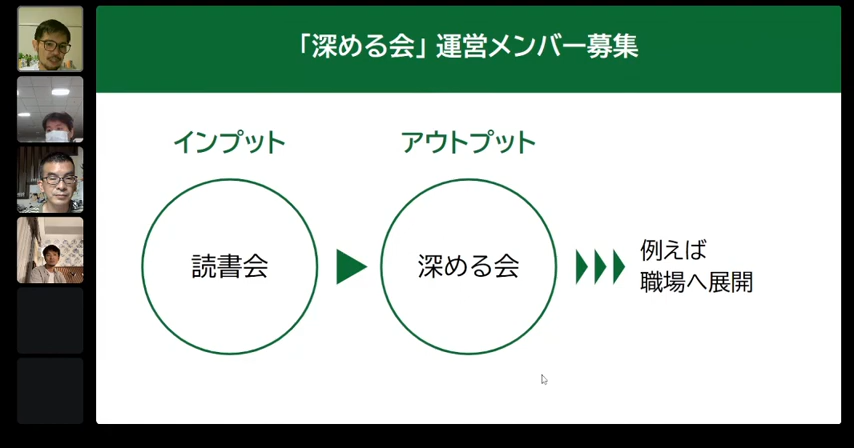 「深める会」運営メンバー募集
インプット
アウトプット
読書会
深める会
例えば
職場へ展開